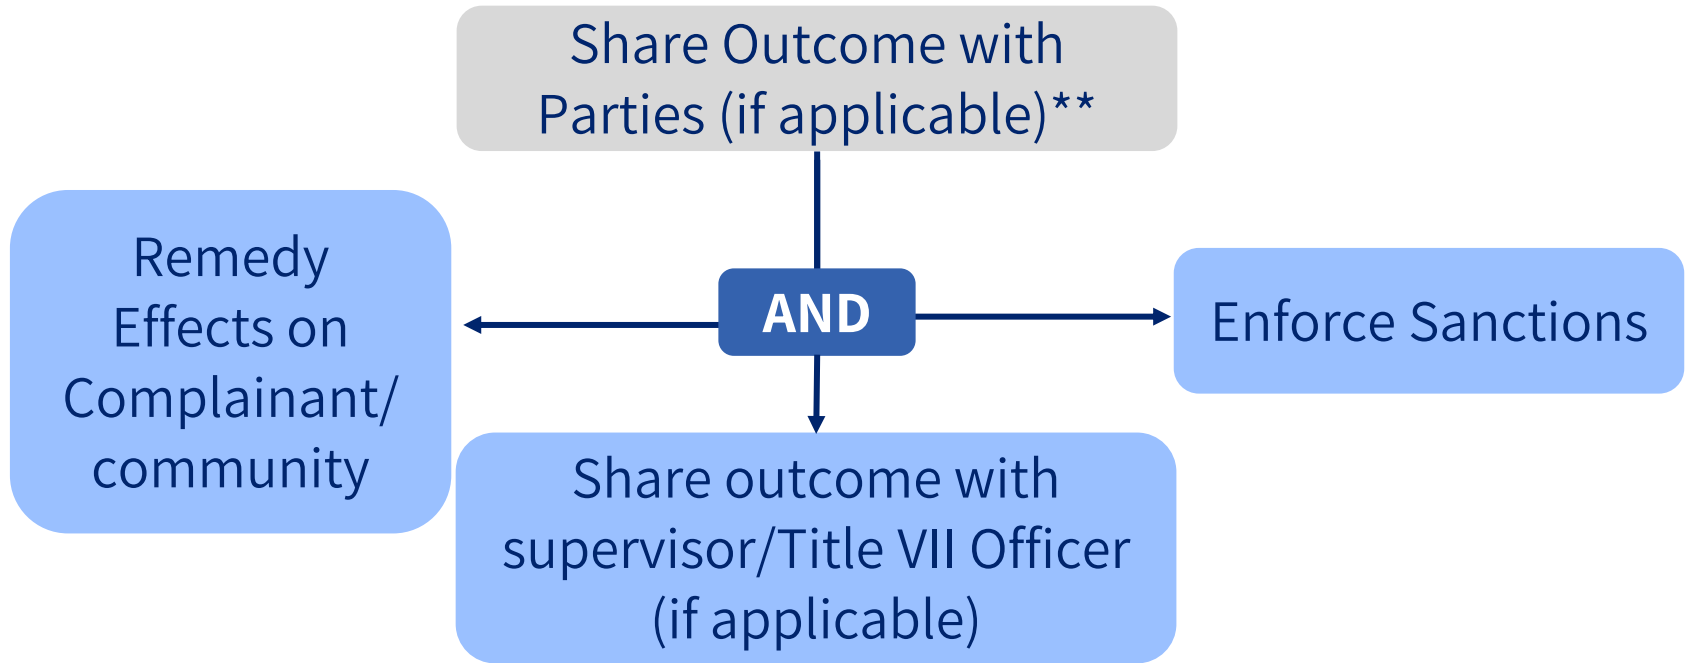 Share Outcome with
Parties (if applicable)**
Remedy
Effects on
Complainant/
community
AND
Enforce Sanctions
Share outcome with
supervisor/Title VII Officer
(if applicable)